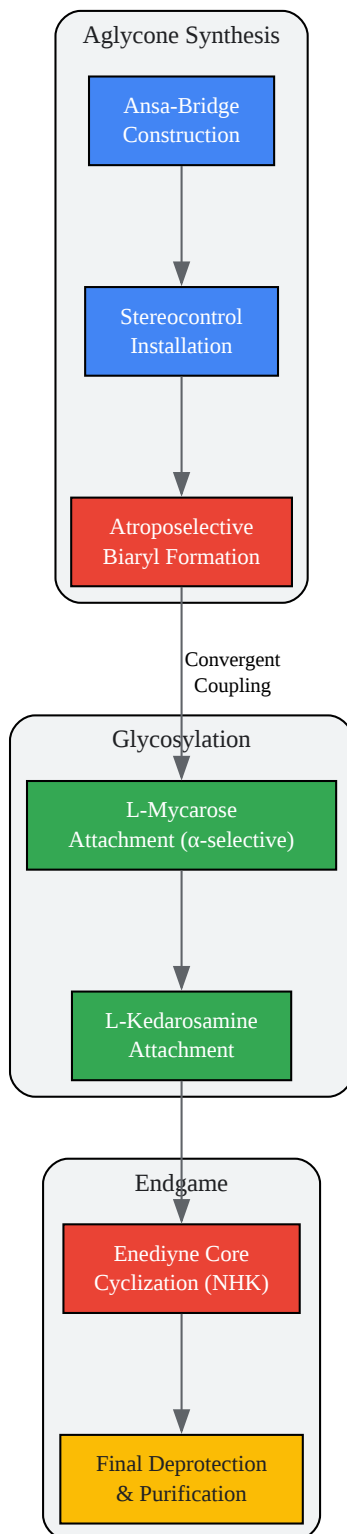 Aglycone Synthesis
Ansa-Bridge
Construction
Stereocontrol
Installation
Atroposelective
Biaryl Formation
Convergent
Coupling
Glycosylation
L-Mycarose
Attachment (α-selective)
L-Kedarosamine
Attachment
Endgame
Enediyne Core
Cyclization (NHK)
Final Deprotection
& Purification